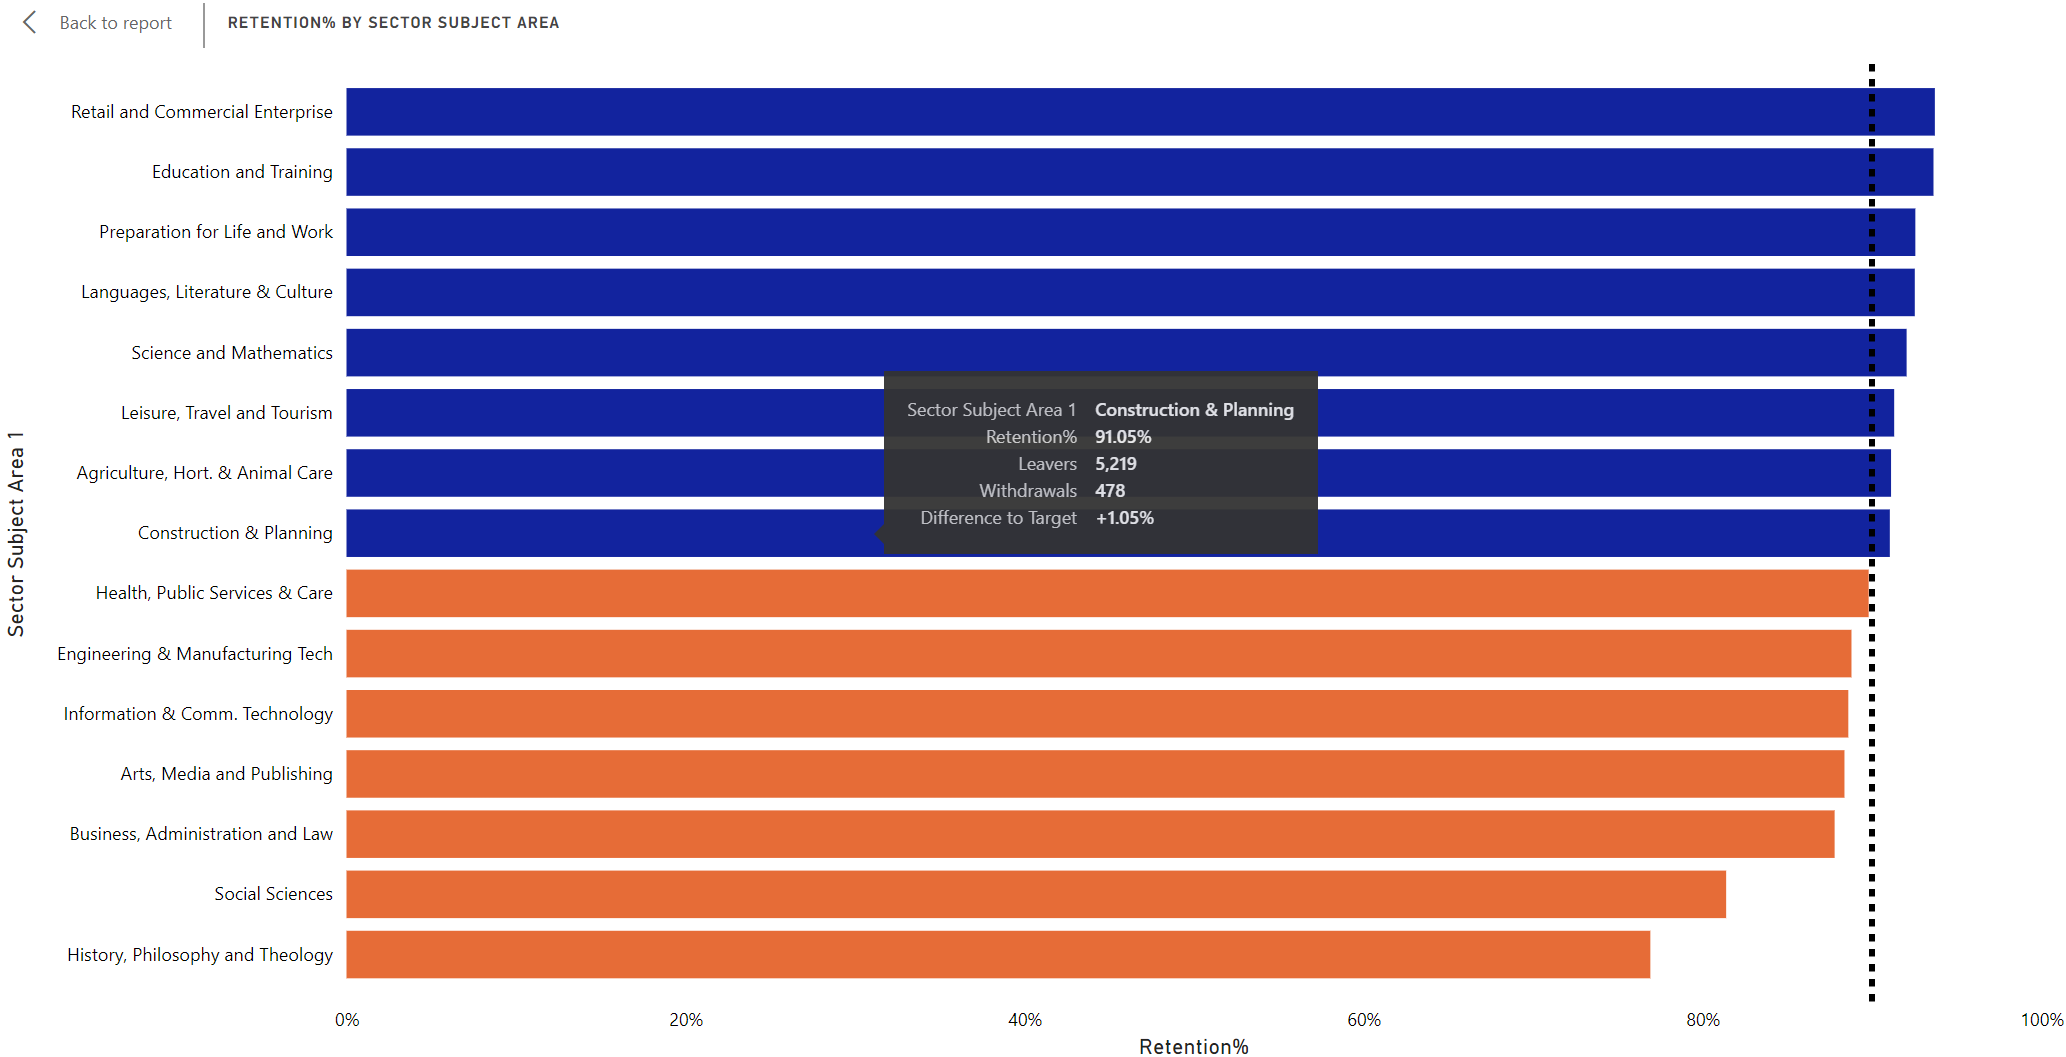 Back to report
RETENTION% BY SECTOR SUBJECT AREA
Sector Subject Area 1
Retail and Commercial Enterprise
Education and Training
Preparation for Life and Work
Languages, Literature & Culture
Science and Mathematics
Leisure, Travel and Tourism
Agriculture, Hort. & Animal Care
Construction & Planning
Health, Public Services & Care
Engineering & Manufacturing Tech
Information & Comm. Technology
Arts, Media and Publishing
Business, Administration and Law
Social Sciences
History, Philosophy and Theology
Sector Subject Area 1 Construction & Planning
Retention% 91.05%
Leavers 5,219
Withdrawals 478
Difference to Target +1.05%
0% 20% 40% 60% 80% 100%
Retention%